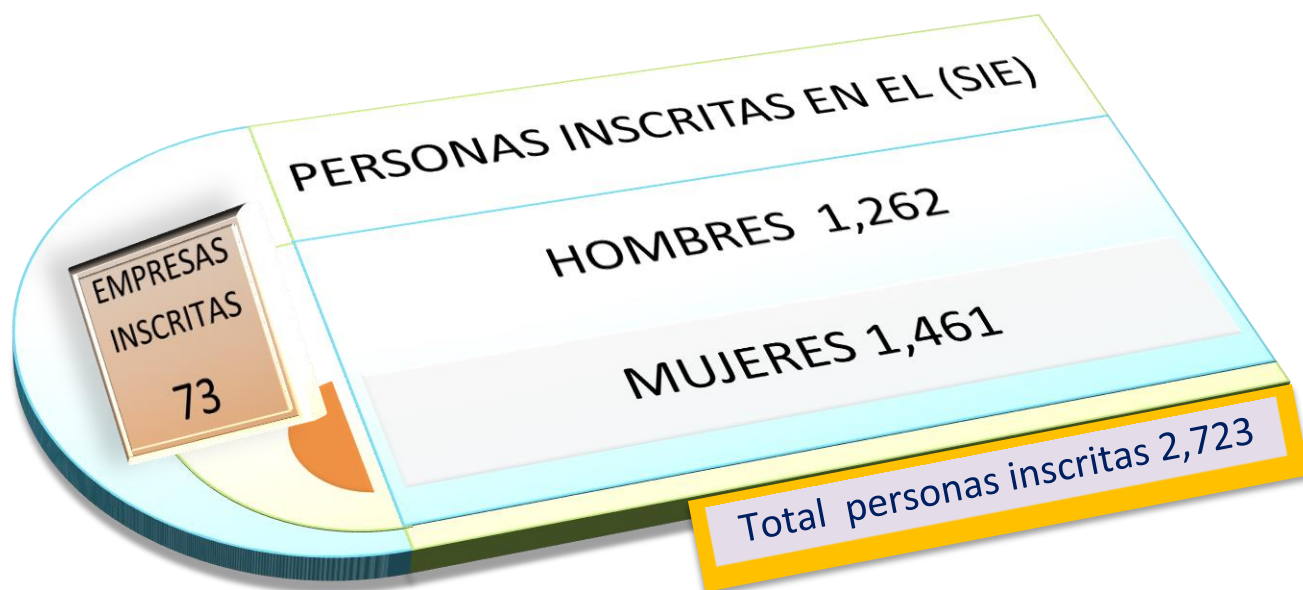 PERSONAS INSCRITAS EN EL (SIE)
HOMBRES 1,262
MUJERES 1,461
EMPRESAS
INSCRITAS
73
Total personas inscritas 2,723